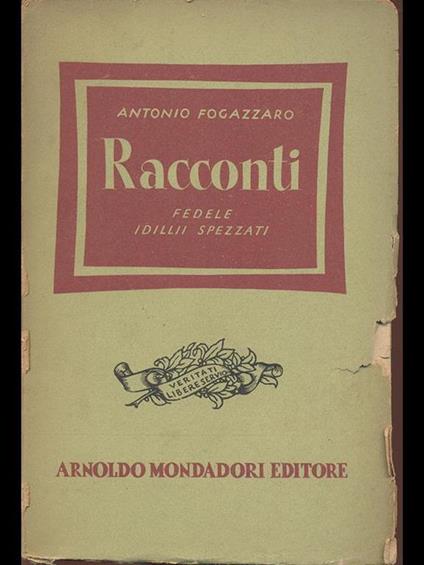 ANTONIO FOGAZZARO
Racconti
FEDELE
IDILLII SPEZZATI
VERITATI
LIBERE SERVIO
ARNOLDO MONDADORI EDITORE